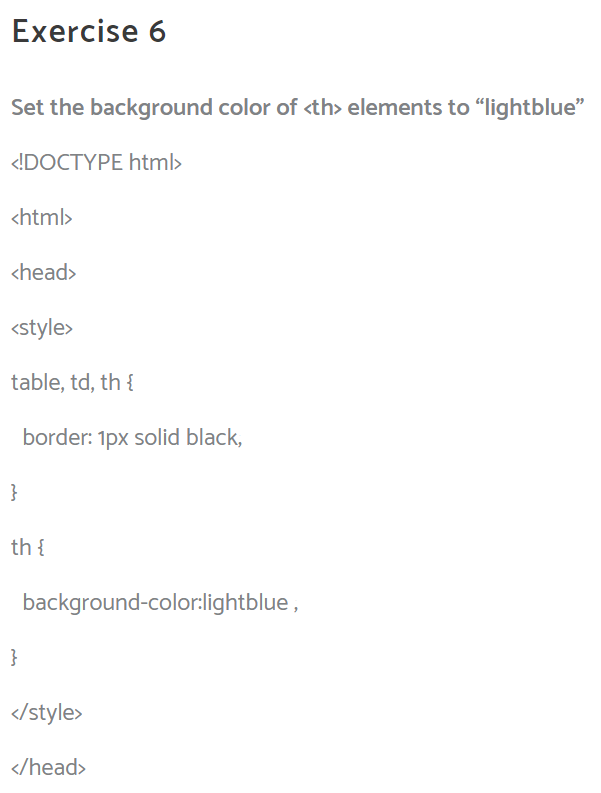 Exercise 6
Set the background color of <th> elements to “lightblue”
<!DOCTYPE html>
<html>
<head>
<style>
table, td, th {
border: 1px solid black,
}
th {
background-color:lightblue ,
}
</style>
</head>